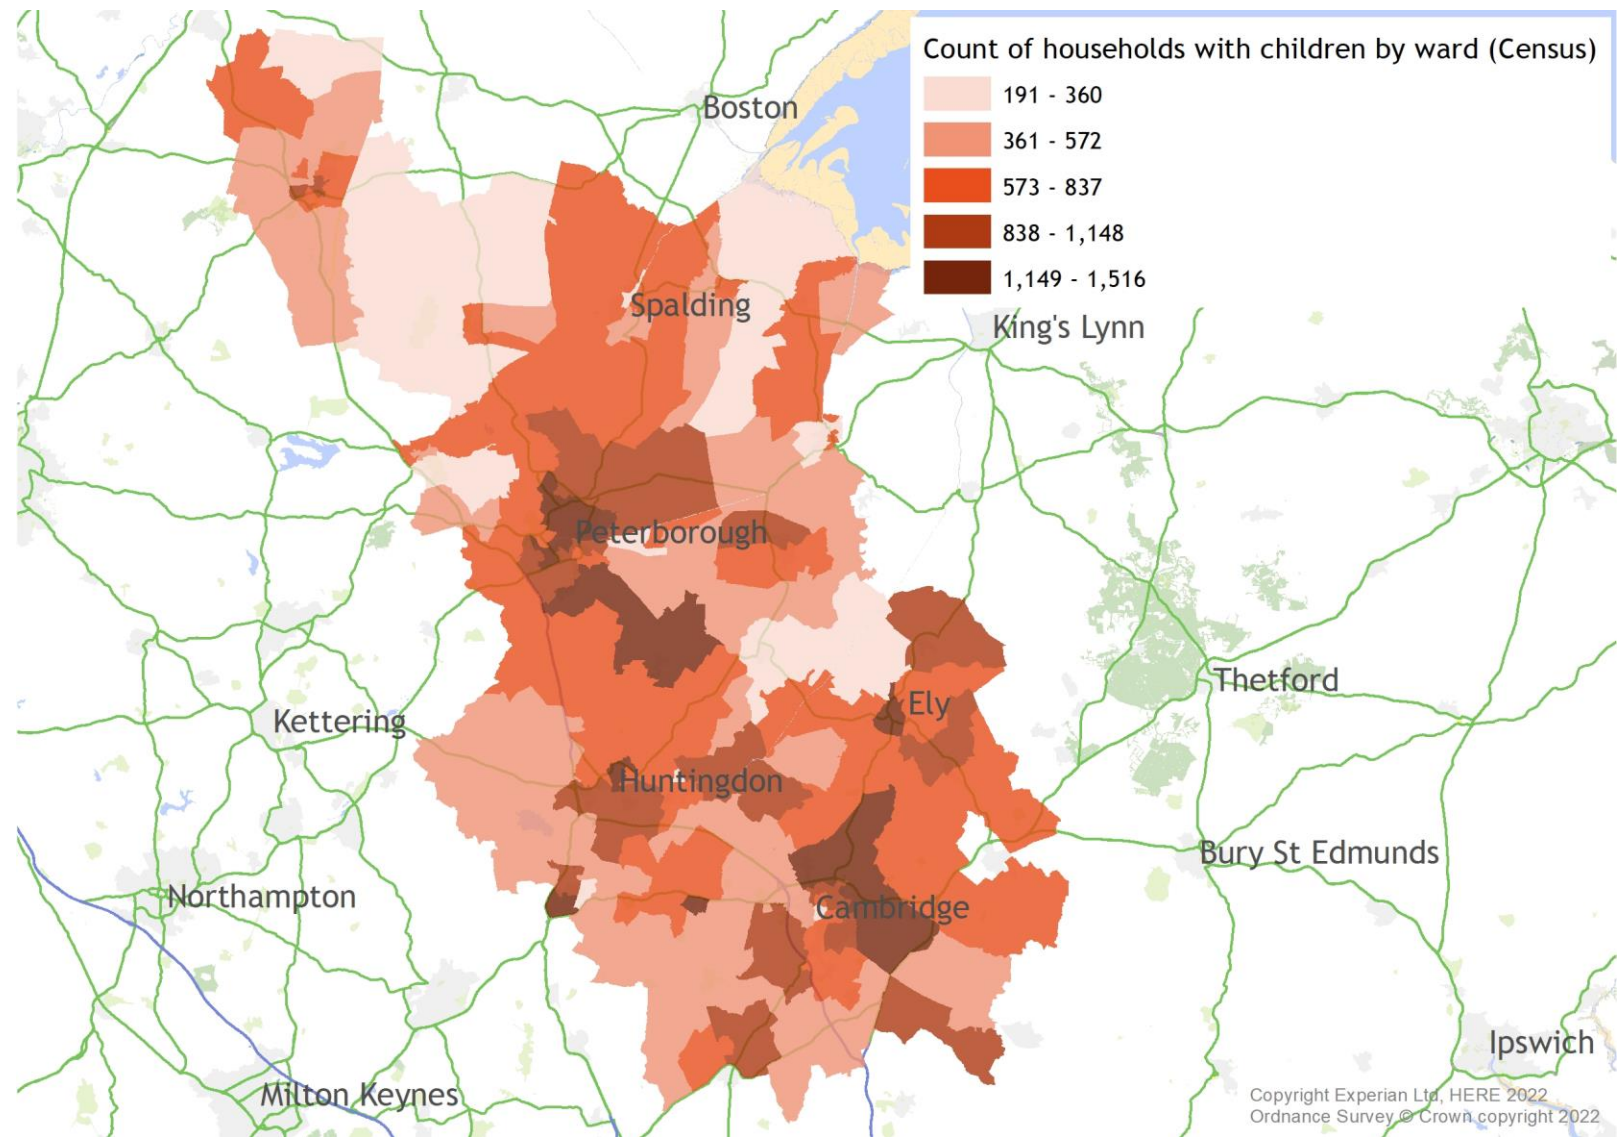 Count of households with children by ward (Census)
191 - 360
361 - 572
573 - 837
838 - 1,148
1,149 - 1,516
Boston
Spalding
King's Lynn
Peterborough
Thetford
Ely
Kettering
Huntingdon
Bury St Edmunds
Northampton
Cambridge
Ipswich
Milton Keynes
Copyright Experian Ltd, HERE 2022
Ordnance Survey © Crown copyright 2022